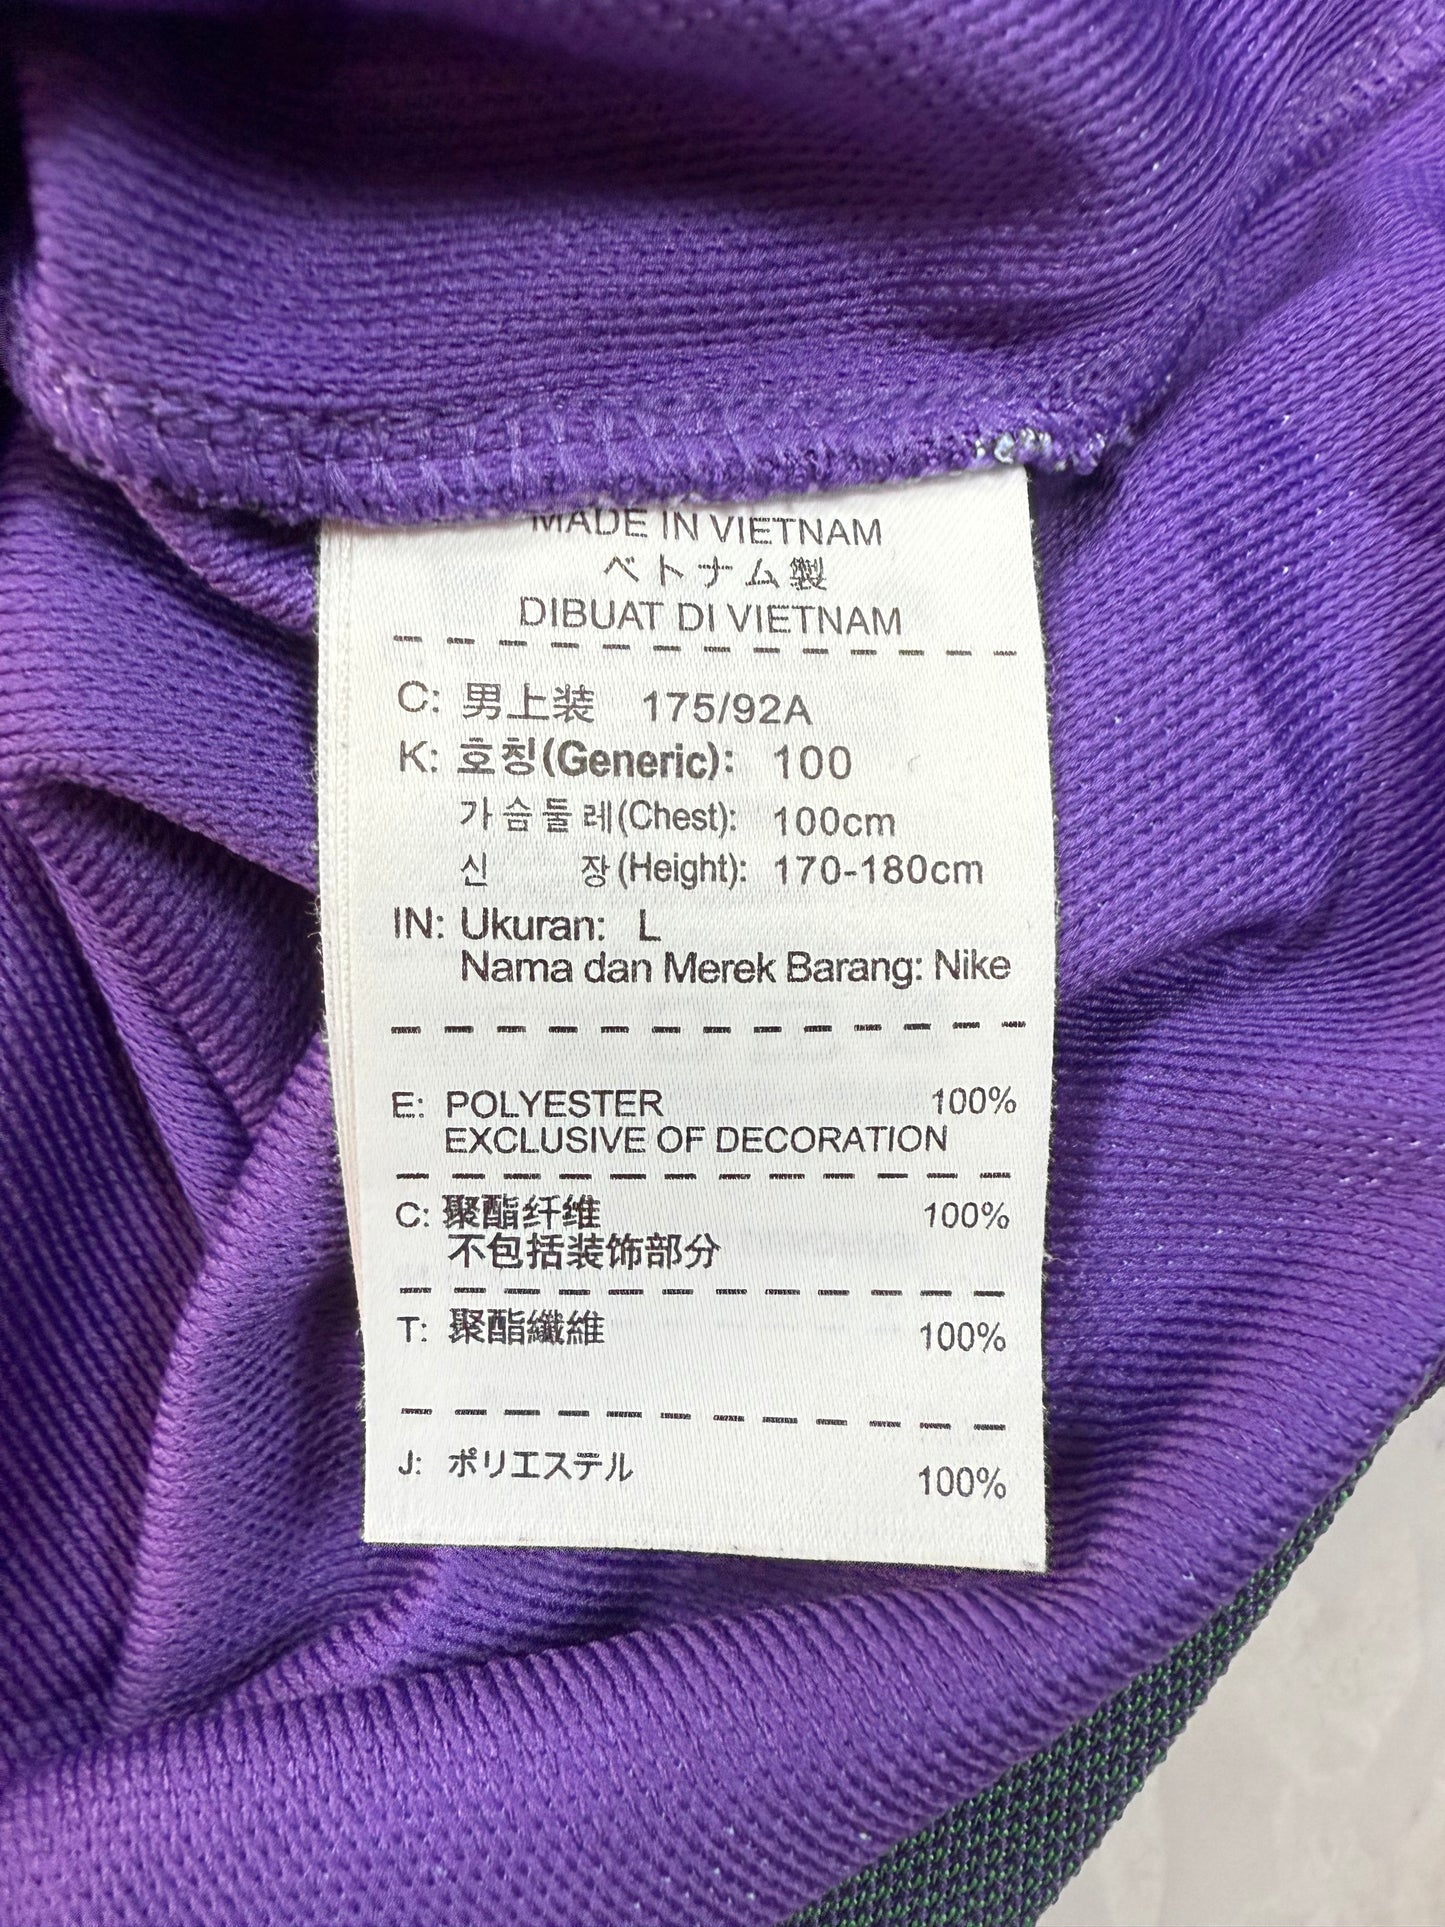 MADE IN VIETNAM
ベトナム製
DIBUAT DI VIETNAM
C: 男上装 175/92A
K: 호칭(Generic): 100
가슴둘레(Chest): 100cm
신 장(Height): 170-180cm
IN: Ukuran: L
Nama dan Merek Barang: Nike
E: POLYESTER 100%
EXCLUSIVE OF DECORATION
C: 聚酯纤维 100%
不包括装饰部分
T: 聚酯纖維 100%
J: ポリエステル 100%